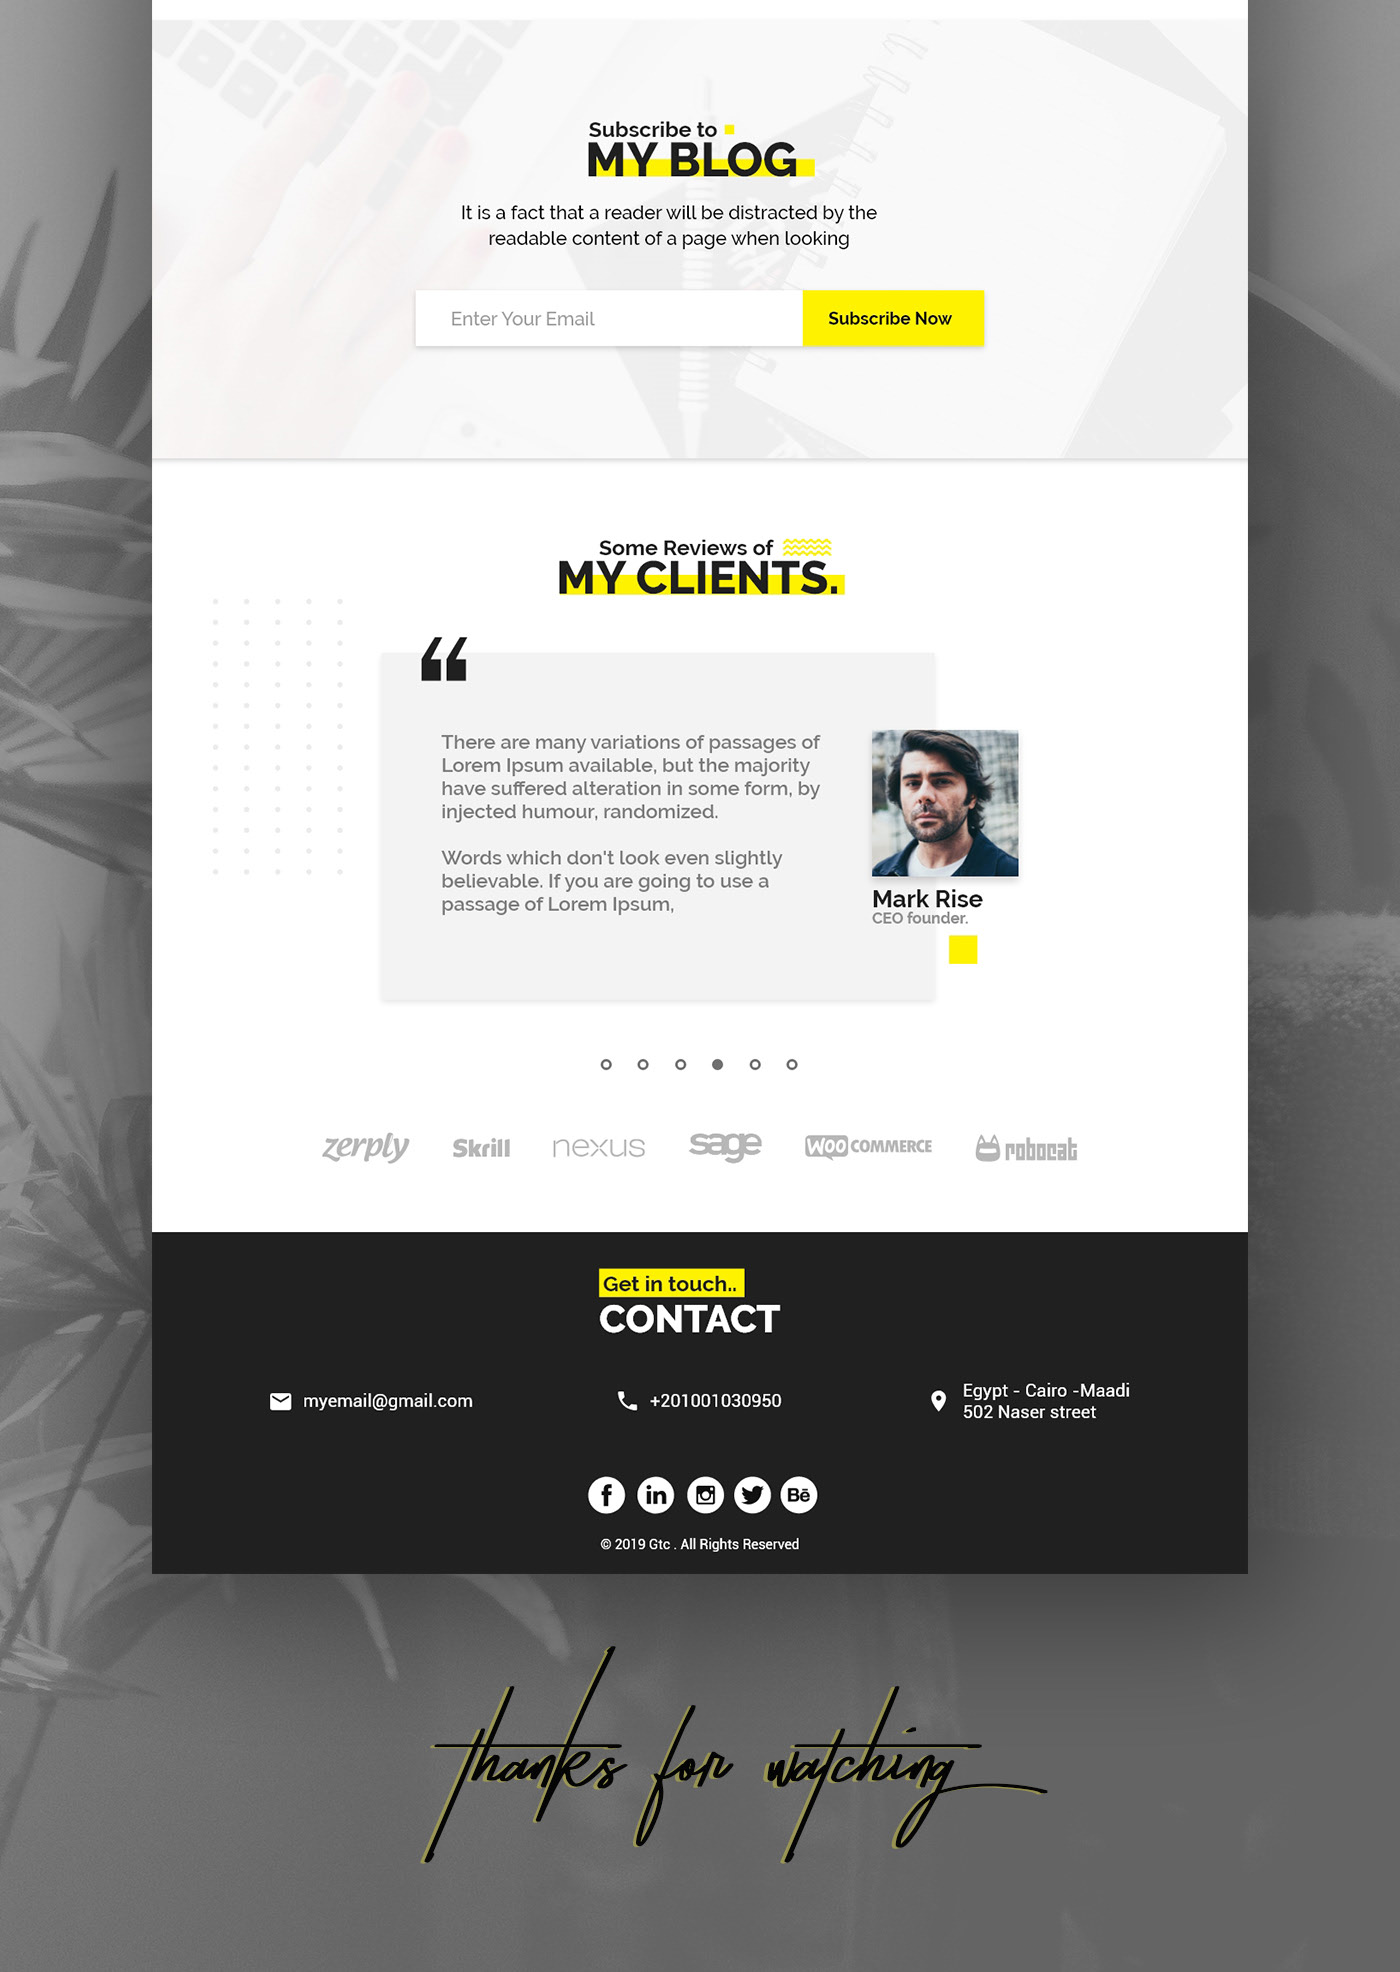 Subscribe to
MY BLOG
It is a fact that a reader will be distracted by the
readable content of a page when looking
Enter Your Email
Subscribe Now
Some Reviews of
MY CLIENTS.
There are many variations of passages of
Lorem Ipsum available, but the majority
have suffered alteration in some form, by
injected humour, randomized.
Words which don't look even slightly
believable. If you are going to use a
passage of Lorem Ipsum,
Mark Rise
CEO founder.
zerply
Skrill
nexus
sage
WOO COMMERCE
robocat
Get in touch..
CONTACT
myemail@gmail.com
+201001030950
Egypt - Cairo -Maadi
502 Naser street
f in Bē
© 2019 Gtc . All Rights Reserved
thanks for watching